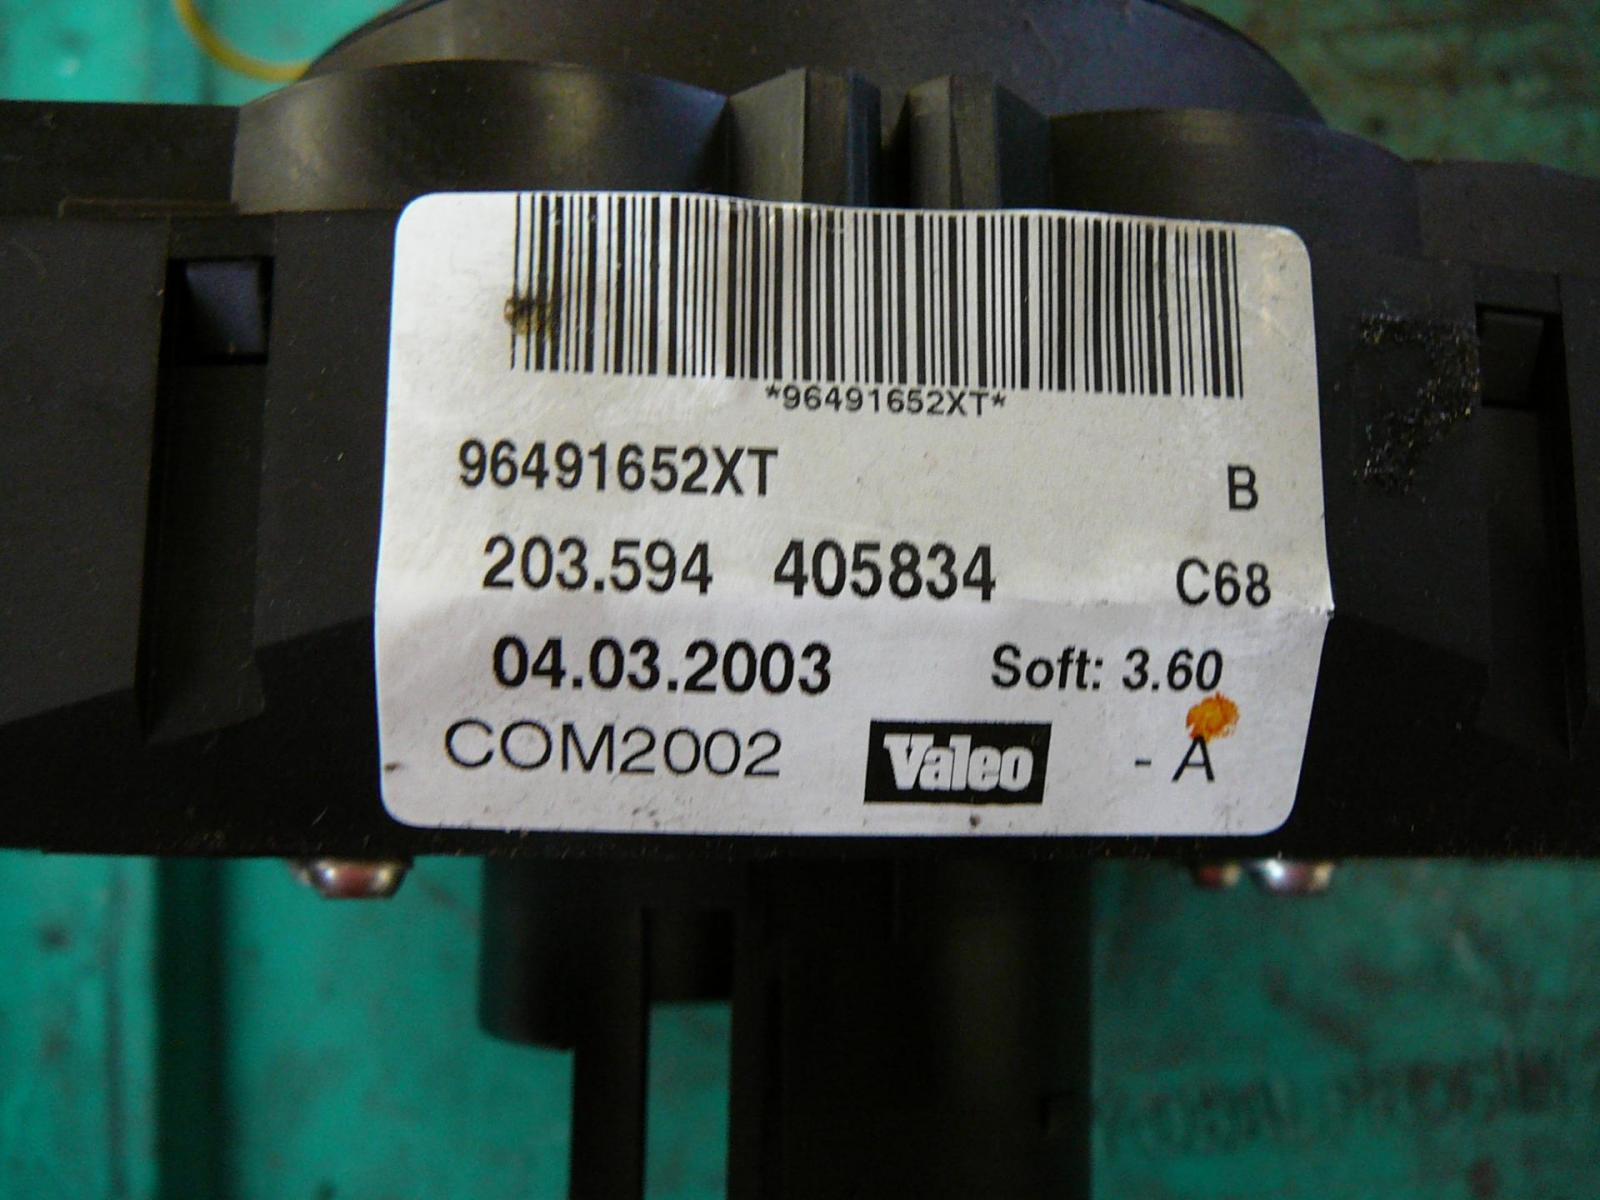 *96491652XT*
96491652XT B
203.594 405834 C68
04.03.2003 Soft: 3.60
COM2002 Valeo - A